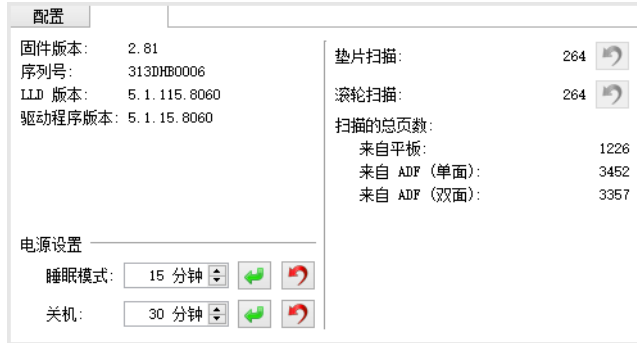 配置
固件版本: 2.81
序列号: 313DHB0006
LLD 版本: 5.1.115.8060
驱动程序版本: 5.1.15.8060
电源设置
睡眠模式: 15 分钟
关机: 30 分钟
垫片扫描: 264
滚轮扫描: 264
扫描的总页数:
来自平板: 1226
来自 ADF (单面): 3452
来自 ADF (双面): 3357